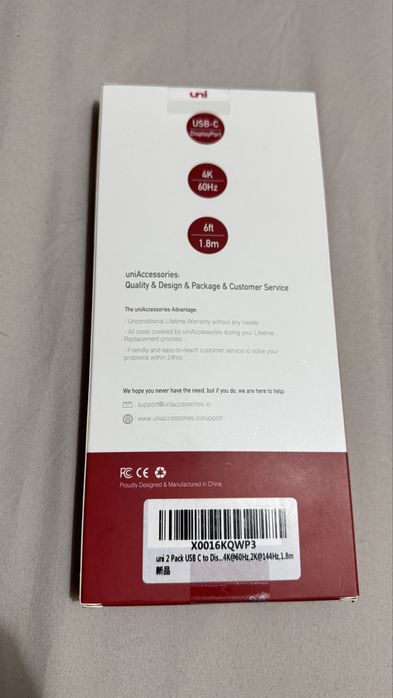 uni
USB-C
DisplayPort
4K
60Hz
6ft
1.8m
uniAccessories:
Quality & Design & Package & Customer Service
The uniAccessories Advantage:
- Unconditional Lifetime Warranty without any hassle
- All costs covered by uniAccessories during your Lifetime
Replacement process
- Friendly and easy-to-reach customer service to solve your
problems within 24hrs
We hope you never have the need, but if you do, we are here to help.
: support@uniaccessories.io
: www.uniaccessories.io/support
FC CE
Proudly Designed & Manufactured in China
X0016KQWP3
uni 2 Pack USB C to Dis...4K@60Hz,2K@144Hz,1.8m
新品